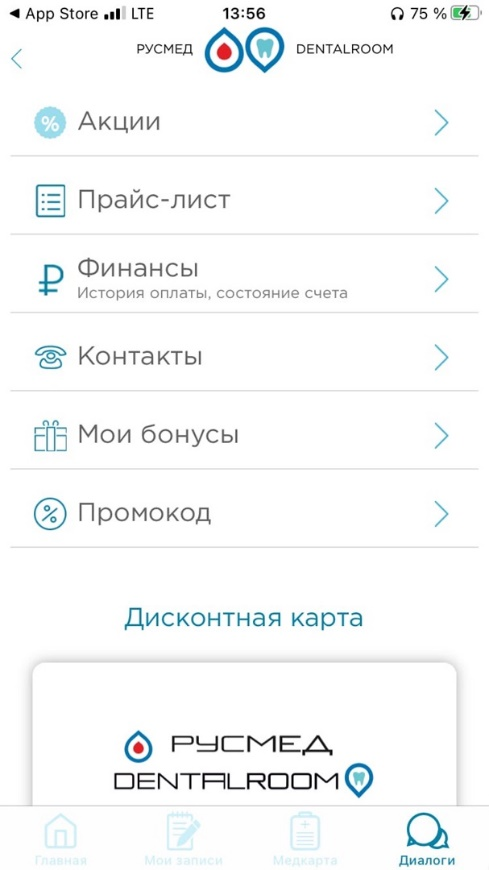 App Store LTE 13:56 75 %
РУСМЕД DENTALROOM
% Акции
Прайс-лист
₽ Финансы
История оплаты, состояние счета
Контакты
Мои бонусы
% Промокод
Дисконтная карта
РУСМЕД
DENTALROOM
Главная Мои записи Медкарта Диалоги